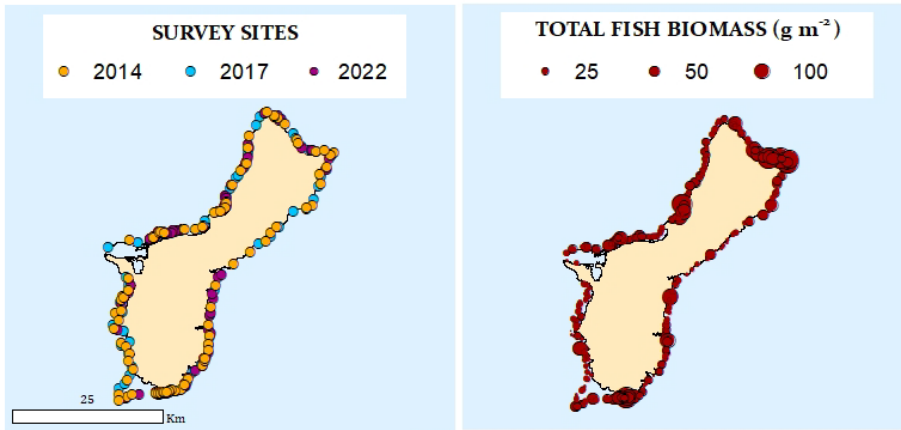 SURVEY SITES
2014 2017 2022
25
Km
TOTAL FISH BIOMASS (g m⁻²)
25 50 100